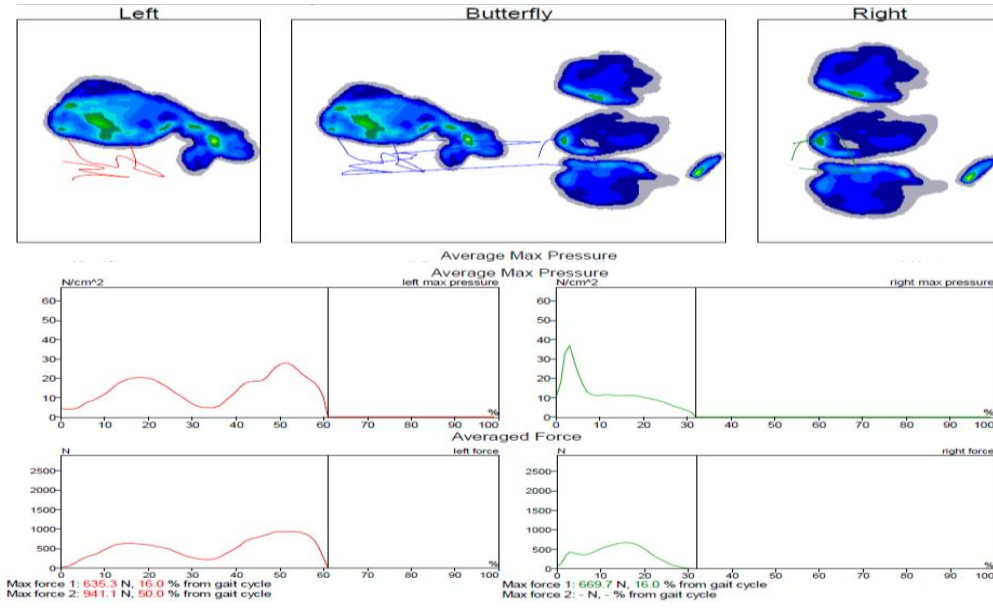 Left
Butterfly
Right
Average Max Pressure
Average Max Pressure
N/cm^2
left max pressure
60
50
40
30
20
10
0
0 10 20 30 40 50 60 70 80 90 100
%
N/cm^2
right max pressure
60
50
40
30
20
10
0
0 10 20 30 40 50 60 70 80 90 100
%
Averaged Force
N
left force
2500
2000
1500
1000
500
0
0 10 20 30 40 50 60 70 80 90 100
%
Max force 1: 635.3 N, 16.0 % from gait cycle
Max force 2: 941.1 N, 50.0 % from gait cycle
N
right force
2500
2000
1500
1000
500
0
0 10 20 30 40 50 60 70 80 90 100
%
Max force 1: 669.7 N, 16.0 % from gait cycle
Max force 2: - N, - % from gait cycle